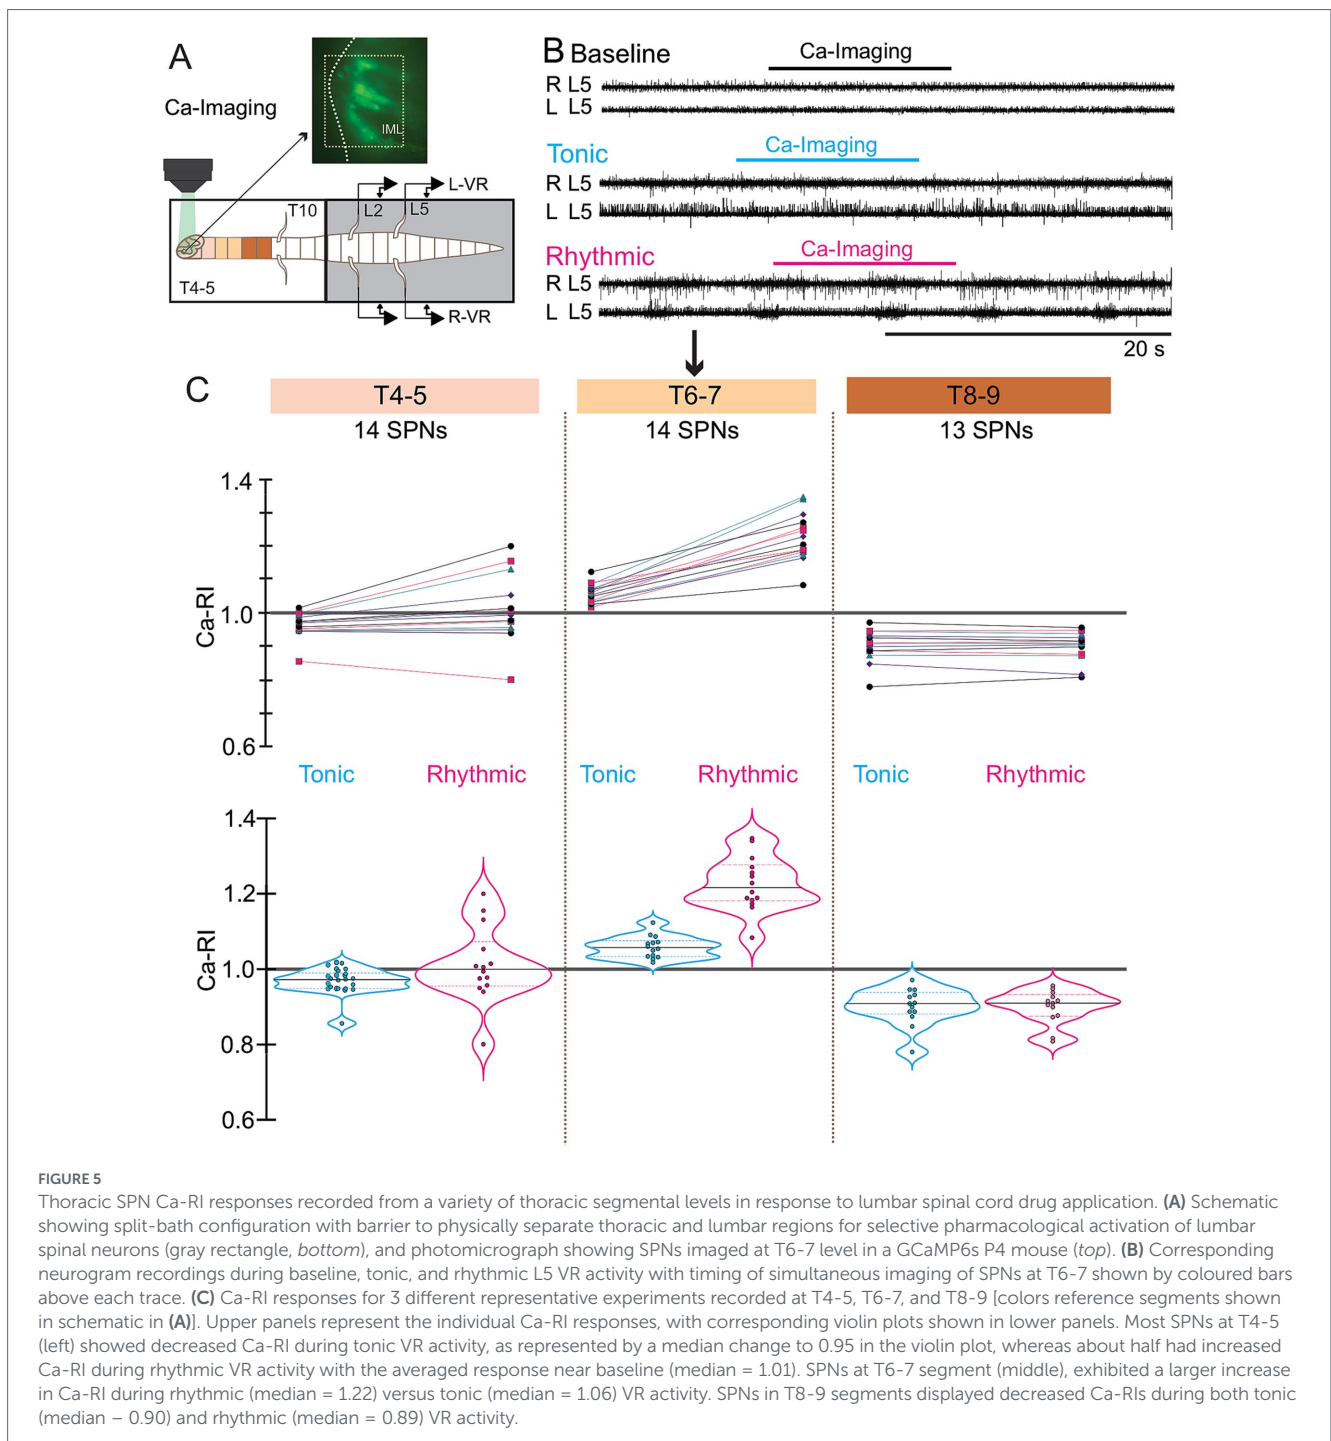 A
Ca-Imaging
IML
T10
L2
L5
L-VR
T4-5
R-VR
B Baseline
Ca-Imaging
R L5
L L5
Tonic
Ca-Imaging
R L5
L L5
Rhythmic
Ca-Imaging
R L5
L L5
20 s
C
T4-5
T6-7
T8-9
14 SPNs
14 SPNs
13 SPNs
1.4
1.0
0.6
Ca-RI
Tonic
Rhythmic
Tonic
Rhythmic
Tonic
Rhythmic
1.4
1.2
1.0
0.8
0.6
Ca-RI
FIGURE 5
Thoracic SPN Ca-RI responses recorded from a variety of thoracic segmental levels in response to lumbar spinal cord drug application. (A) Schematic
showing split-bath configuration with barrier to physically separate thoracic and lumbar regions for selective pharmacological activation of lumbar
spinal neurons (gray rectangle, bottom), and photomicrograph showing SPNs imaged at T6-7 level in a GCaMP6s P4 mouse (top). (B) Corresponding
neurogram recordings during baseline, tonic, and rhythmic L5 VR activity with timing of simultaneous imaging of SPNs at T6-7 shown by coloured bars
above each trace. (C) Ca-RI responses for 3 different representative experiments recorded at T4-5, T6-7, and T8-9 [colors reference segments shown
in schematic in (A)]. Upper panels represent the individual Ca-RI responses, with corresponding violin plots shown in lower panels. Most SPNs at T4-5
(left) showed decreased Ca-RI during tonic VR activity, as represented by a median change to 0.95 in the violin plot, whereas about half had increased
Ca-RI during rhythmic VR activity with the averaged response near baseline (median = 1.01). SPNs at T6-7 segment (middle), exhibited a larger increase
in Ca-RI during rhythmic (median = 1.22) versus tonic (median = 1.06) VR activity. SPNs in T8-9 segments displayed decreased Ca-RIs during both tonic
(median – 0.90) and rhythmic (median = 0.89) VR activity.